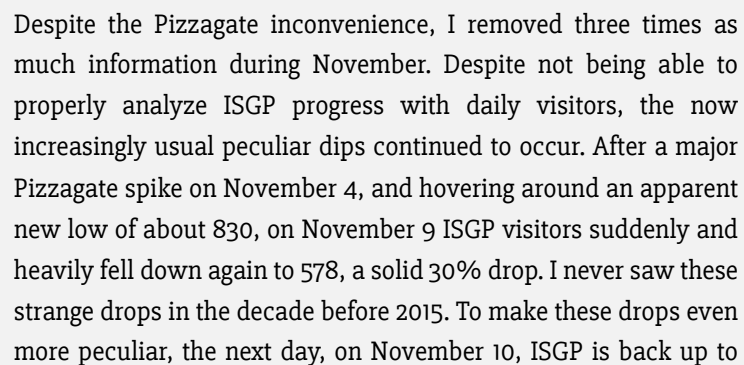 Despite the Pizzagate inconvenience, I removed three times as
much information during November. Despite not being able to
properly analyze ISGP progress with daily visitors, the now
increasingly usual peculiar dips continued to occur. After a major
Pizzagate spike on November 4, and hovering around an apparent
new low of about 830, on November 9 ISGP visitors suddenly and
heavily fell down again to 578, a solid 30% drop. I never saw these
strange drops in the decade before 2015. To make these drops even
more peculiar, the next day, on November 10, ISGP is back up to